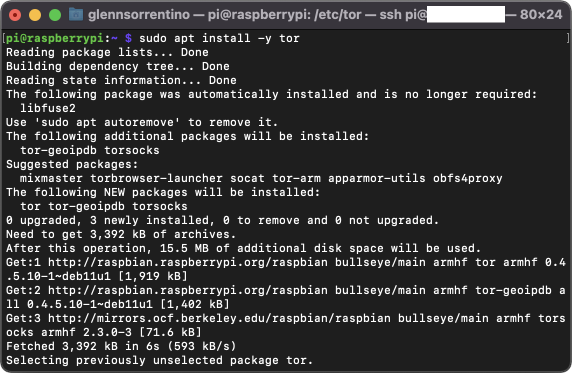 glennsorrentino — pi@raspberrypi: /etc/tor — ssh pi@ — 80×24
[pi@raspberrypi:~ $ sudo apt install -y tor ]
Reading package lists... Done
Building dependency tree... Done
Reading state information... Done
The following package was automatically installed and is no longer required:
  libfuse2
Use 'sudo apt autoremove' to remove it.
The following additional packages will be installed:
  tor-geoipdb torsocks
Suggested packages:
  mixmaster torbrowser-launcher socat tor-arm apparmor-utils obfs4proxy
The following NEW packages will be installed:
  tor tor-geoipdb torsocks
0 upgraded, 3 newly installed, 0 to remove and 0 not upgraded.
Need to get 3,392 kB of archives.
After this operation, 15.5 MB of additional disk space will be used.
Get:1 http://raspbian.raspberrypi.org/raspbian bullseye/main armhf tor armhf 0.4
.5.10-1~deb11u1 [1,919 kB]
Get:2 http://raspbian.raspberrypi.org/raspbian bullseye/main armhf tor-geoipdb a
ll 0.4.5.10-1~deb11u1 [1,402 kB]
Get:3 http://mirrors.ocf.berkeley.edu/raspbian/raspbian bullseye/main armhf tors
ocks armhf 2.3.0-3 [71.6 kB]
Fetched 3,392 kB in 6s (593 kB/s)
Selecting previously unselected package tor.